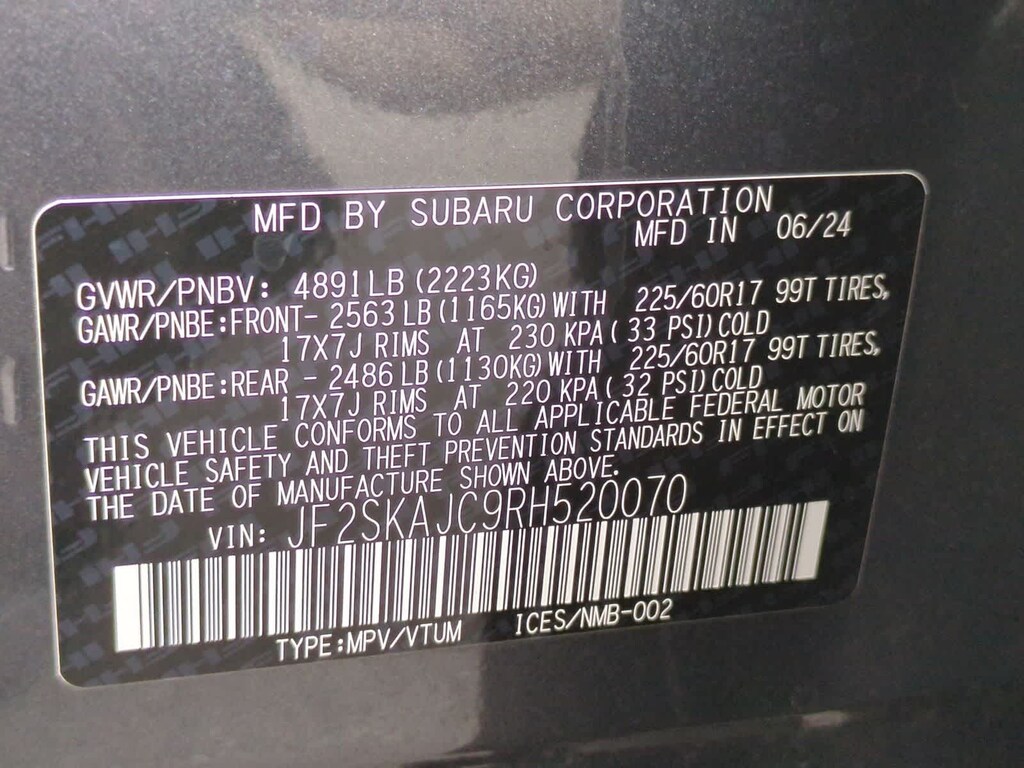 MFD BY SUBARU CORPORATION
MFD IN 06/24
GVWR/PNBV: 4891LB (2223KG)
GAWR/PNBE:FRONT- 2563 LB (1165KG) WITH 225/60R17 99T TIRES,
17X7J RIMS AT 230 KPA ( 33 PSI) COLD
GAWR/PNBE:REAR - 2486 LB (1130KG) WITH 225/60R17 99T TIRES,
17X7J RIMS AT 220 KPA ( 32 PSI) COLD
THIS VEHICLE CONFORMS TO ALL APPLICABLE FEDERAL MOTOR
VEHICLE SAFETY AND THEFT PREVENTION STANDARDS IN EFFECT ON
THE DATE OF MANUFACTURE SHOWN ABOVE.
VIN: JF2SKAJC9RH520070
TYPE:MPV/VTUM ICES/NMB-002